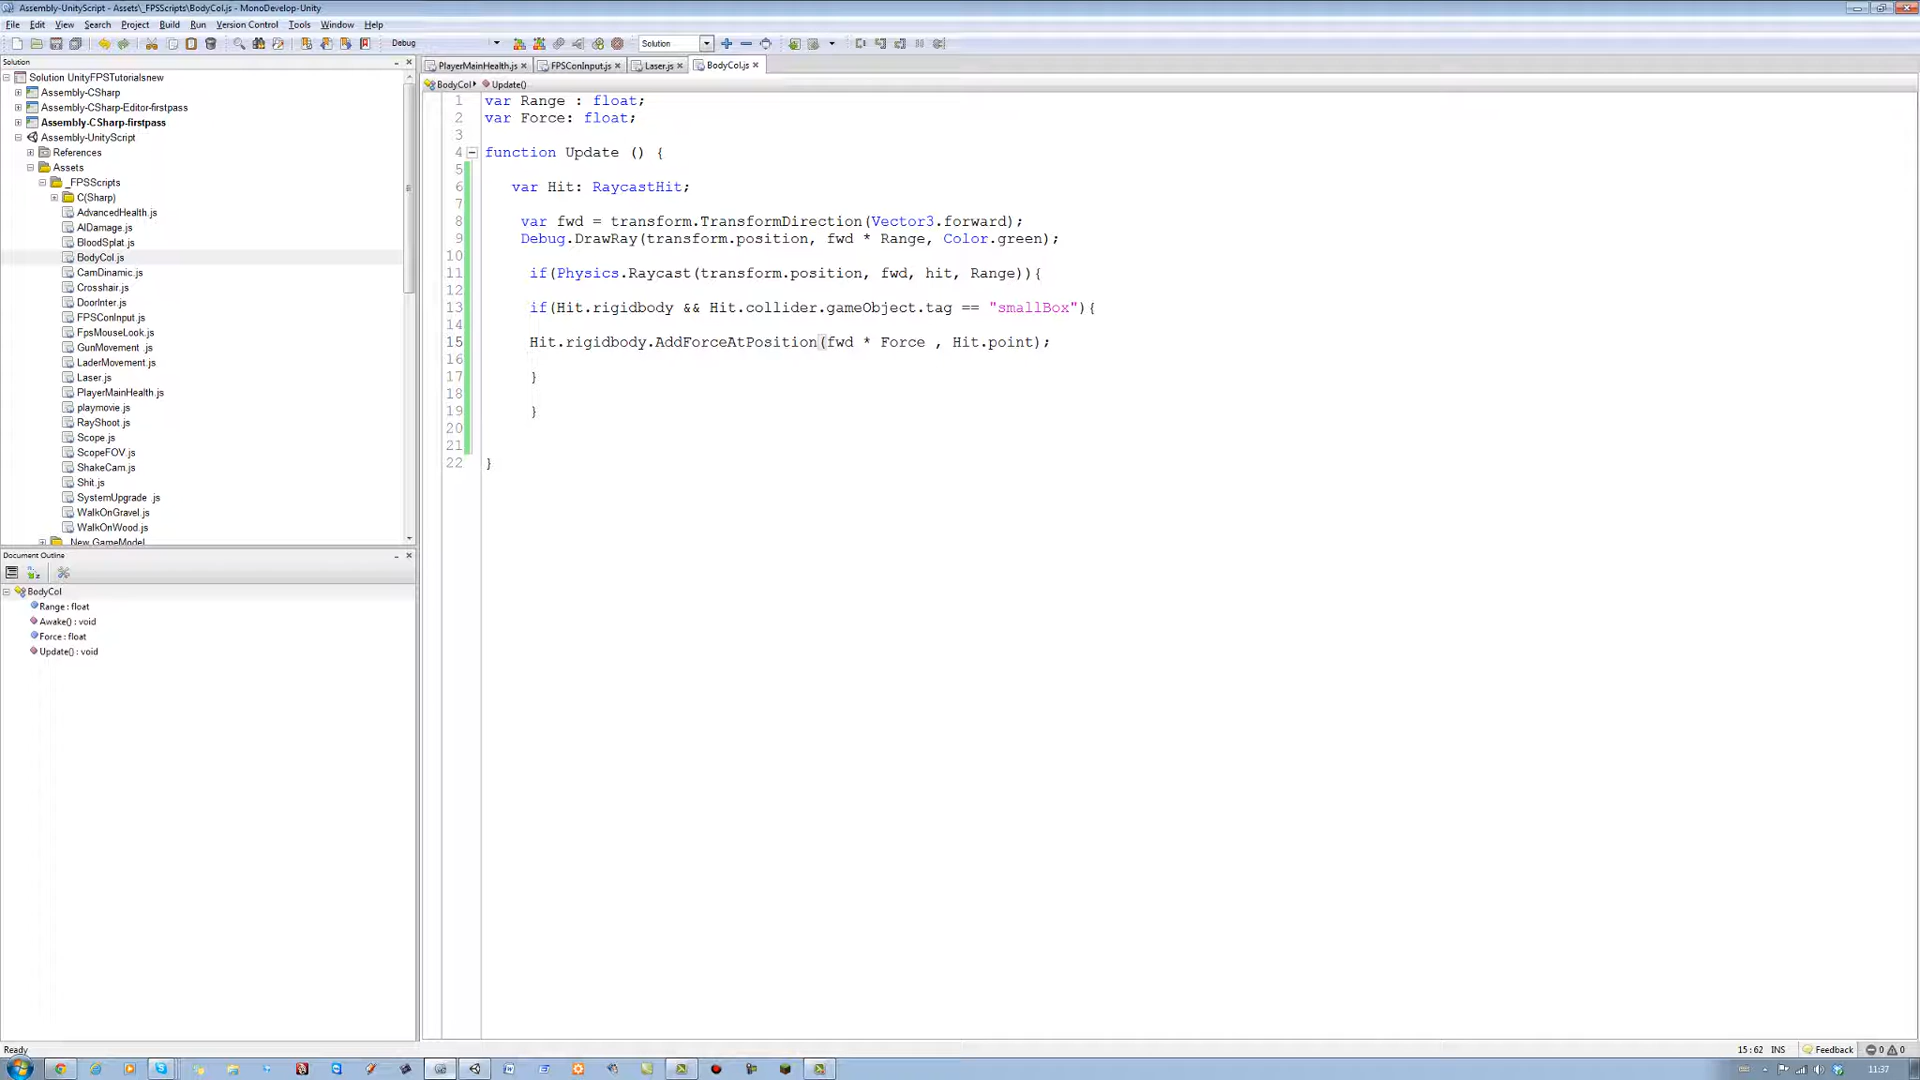 Assembly-UnityScript - Assets\_FPSScripts\BodyCol.js - MonoDevelop-Unity
File Edit View Search Project Build Run Version Control Tools Window Help
Debug
Solution
Solution
Solution UnityFPSTutorialsnew
Assembly-CSharp
Assembly-CSharp-Editor-firstpass
Assembly-CSharp-firstpass
Assembly-UnityScript
References
Assets
_FPSScripts
C(Sharp)
AdvancedHealth.js
AIDamage.js
BloodSplat.js
BodyCol.js
CamDinamic.js
Crosshair.js
DoorInter.js
FPSConInput.js
FpsMouseLook.js
GunMovement .js
LaderMovement.js
Laser.js
PlayerMainHealth.js
playmovie.js
RayShoot.js
Scope.js
ScopeFOV.js
ShakeCam.js
Shit.js
SystemUpgrade .js
WalkOnGravel.js
WalkOnWood.js
New GameModel
Document Outline
BodyCol
Range : float
Awake() : void
Force : float
Update() : void
PlayerMainHealth.js FPSConInput.js Laser.js BodyCol.js
BodyCol Update()
1 var Range : float;
2 var Force: float;
3
4 function Update () {
5
6 var Hit: RaycastHit;
7
8 var fwd = transform.TransformDirection(Vector3.forward);
9 Debug.DrawRay(transform.position, fwd * Range, Color.green);
10
11 if(Physics.Raycast(transform.position, fwd, hit, Range)){
12
13 if(Hit.rigidbody && Hit.collider.gameObject.tag == "smallBox"){
14
15 Hit.rigidbody.AddForceAtPosition(fwd * Force , Hit.point);
16
17 }
18
19 }
20
21
22 }
Ready
15 : 62 INS Feedback 0 0
11:37